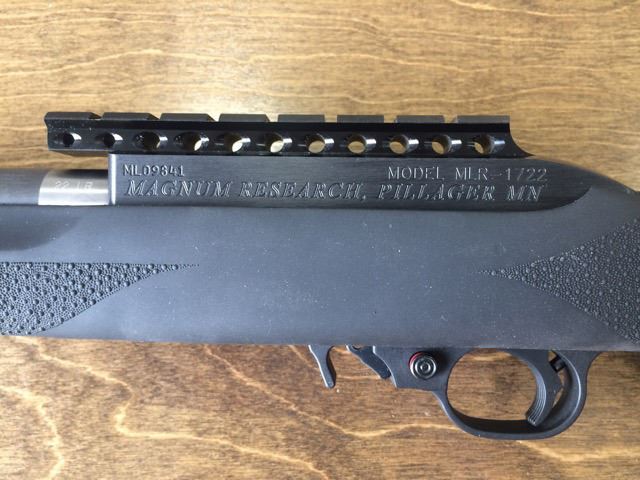 ML09841 MODEL MLR-1722
22 LR
MAGNUM RESEARCH, PILLAGER MN